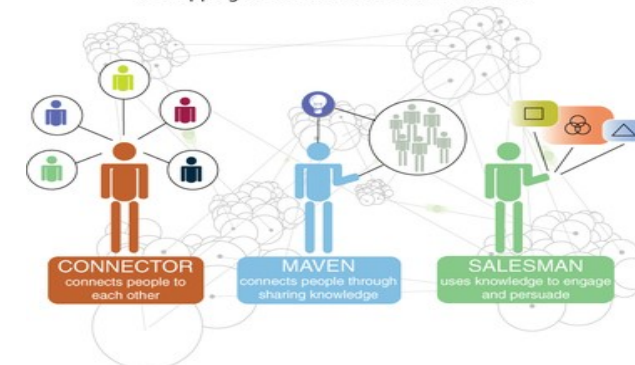 CONNECTOR
connects people to
each other
MAVEN
connects people through
sharing knowledge
SALESMAN
uses knowledge to engage
and persuade